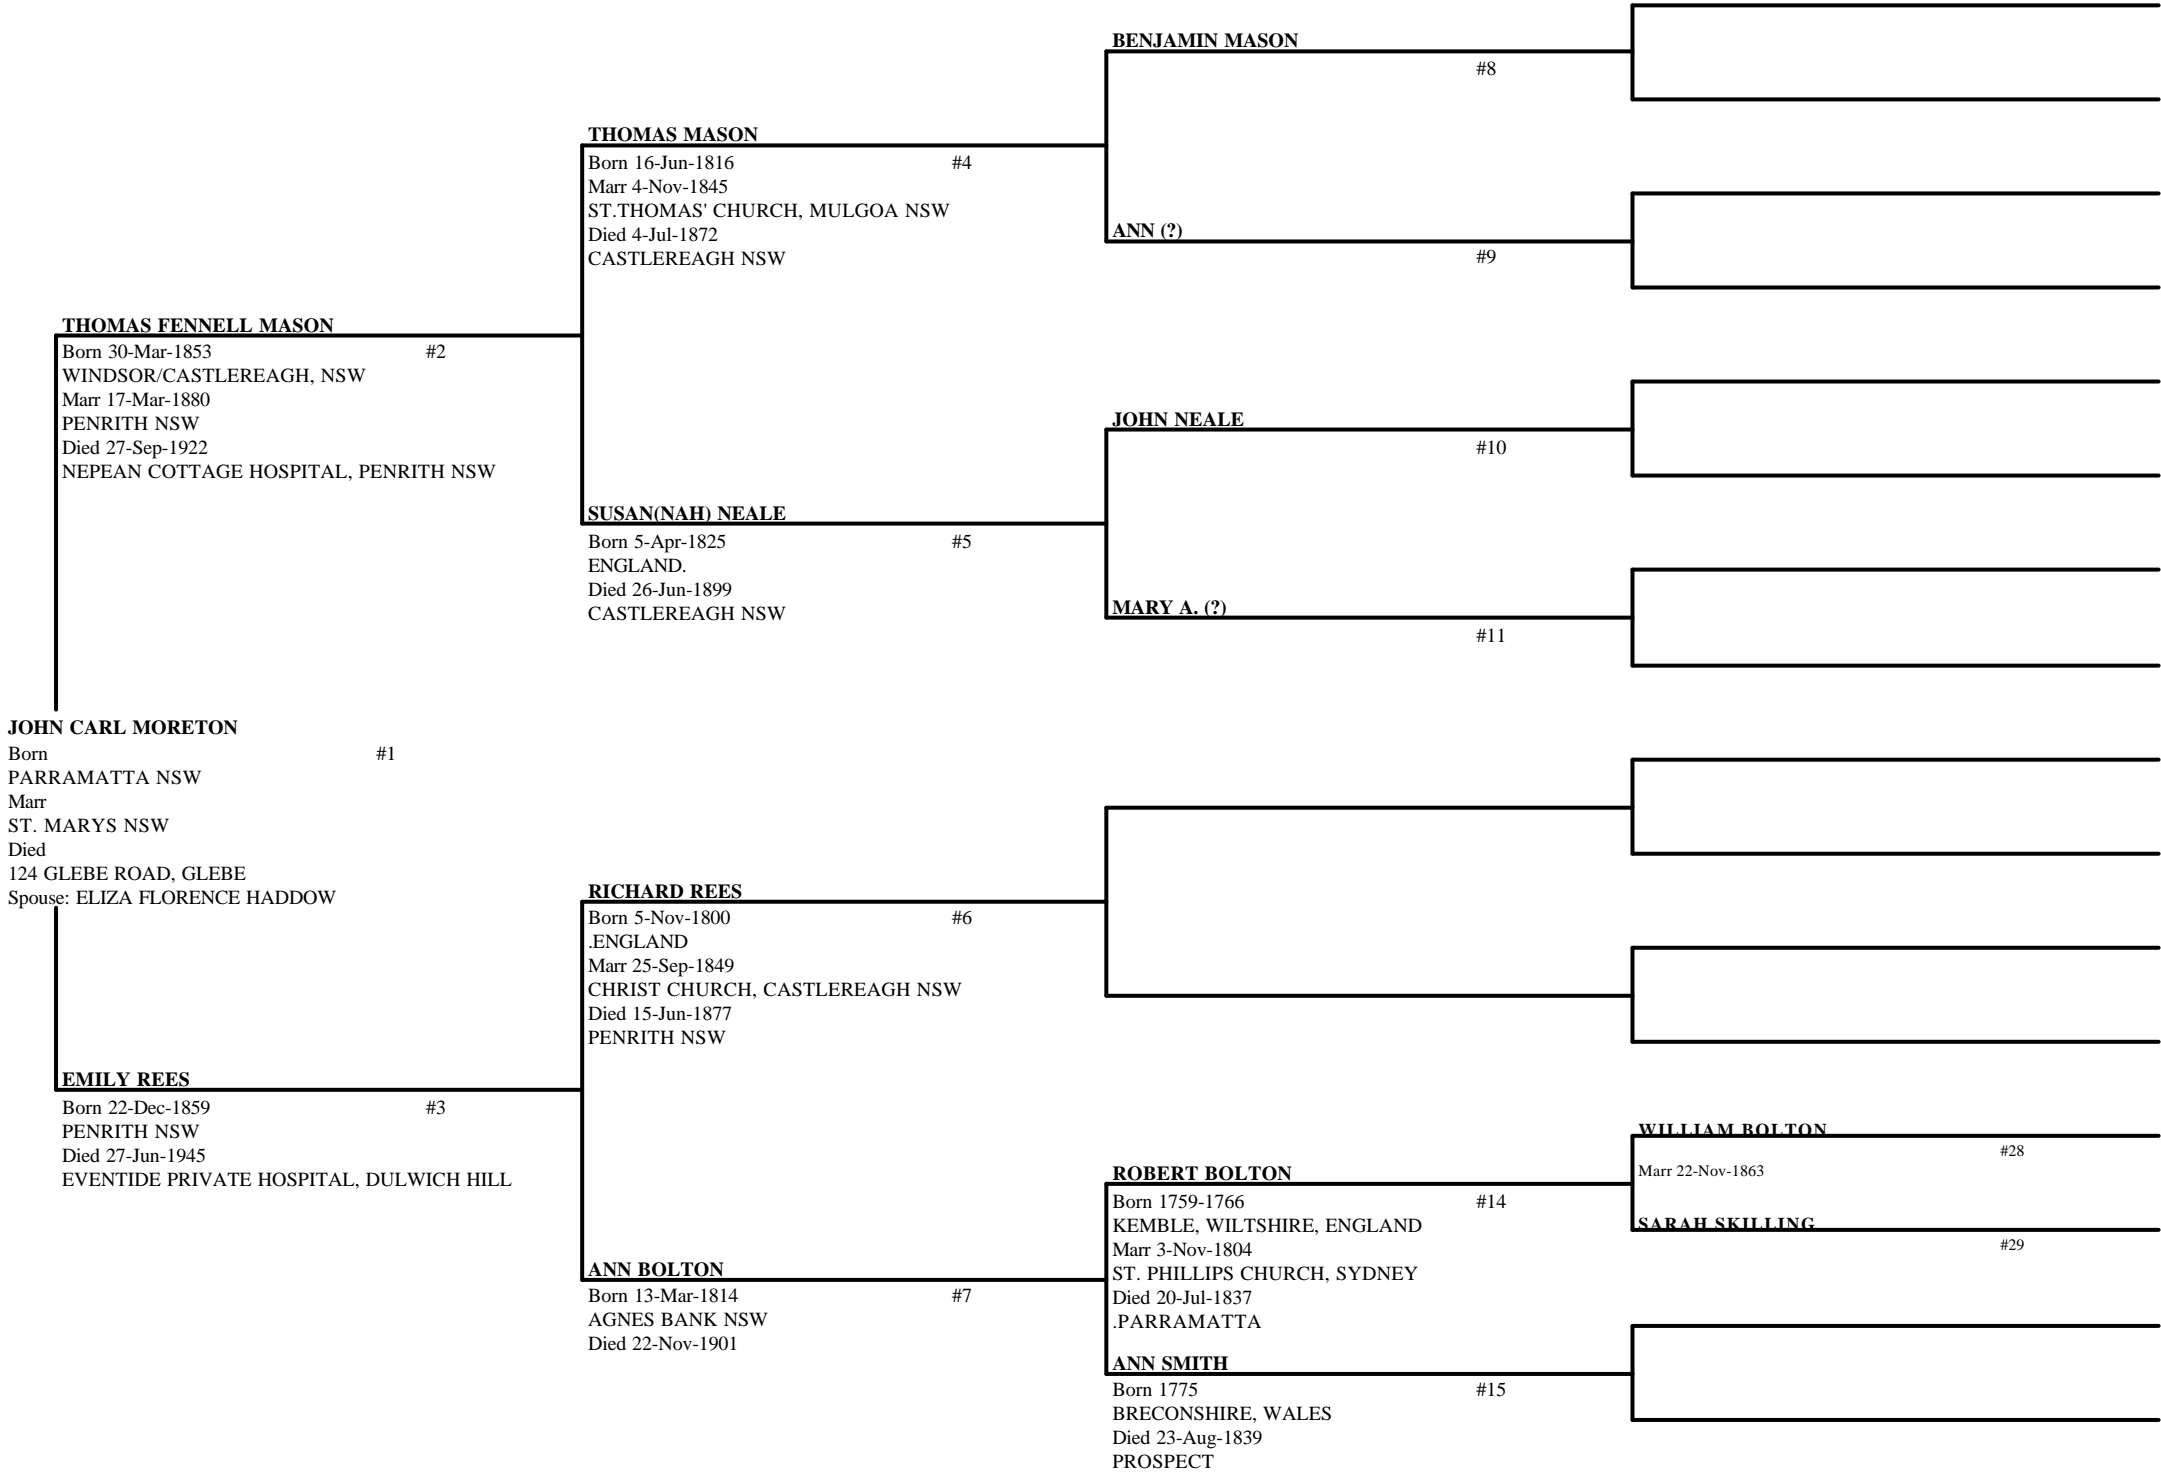 BENJAMIN MASON
#8
THOMAS MASON
Born 16-Jun-1816 #4
Marr 4-Nov-1845
ST.THOMAS' CHURCH, MULGOA NSW
Died 4-Jul-1872
CASTLEREAGH NSW
ANN (?)
#9
THOMAS FENNELL MASON
Born 30-Mar-1853 #2
WINDSOR/CASTLEREAGH, NSW
Marr 17-Mar-1880
PENRITH NSW
Died 27-Sep-1922
NEPEAN COTTAGE HOSPITAL, PENRITH NSW
JOHN NEALE
#10
SUSAN(NAH) NEALE
Born 5-Apr-1825 #5
ENGLAND.
Died 26-Jun-1899
CASTLEREAGH NSW
MARY A. (?)
#11
JOHN CARL MORETON
Born #1
PARRAMATTA NSW
Marr
ST. MARYS NSW
Died
124 GLEBE ROAD, GLEBE
Spouse: ELIZA FLORENCE HADDOW
RICHARD REES
Born 5-Nov-1800 #6
.ENGLAND
Marr 25-Sep-1849
CHRIST CHURCH, CASTLEREAGH NSW
Died 15-Jun-1877
PENRITH NSW
EMILY REES
Born 22-Dec-1859 #3
PENRITH NSW
Died 27-Jun-1945
EVENTIDE PRIVATE HOSPITAL, DULWICH HILL
WILLIAM BOLTON
#28
Marr 22-Nov-1863
ROBERT BOLTON
Born 1759-1766 #14
KEMBLE, WILTSHIRE, ENGLAND
Marr 3-Nov-1804
ST. PHILLIPS CHURCH, SYDNEY
Died 20-Jul-1837
.PARRAMATTA
SARAH SKILLING
#29
ANN BOLTON
Born 13-Mar-1814 #7
AGNES BANK NSW
Died 22-Nov-1901
ANN SMITH
Born 1775 #15
BRECONSHIRE, WALES
Died 23-Aug-1839
PROSPECT